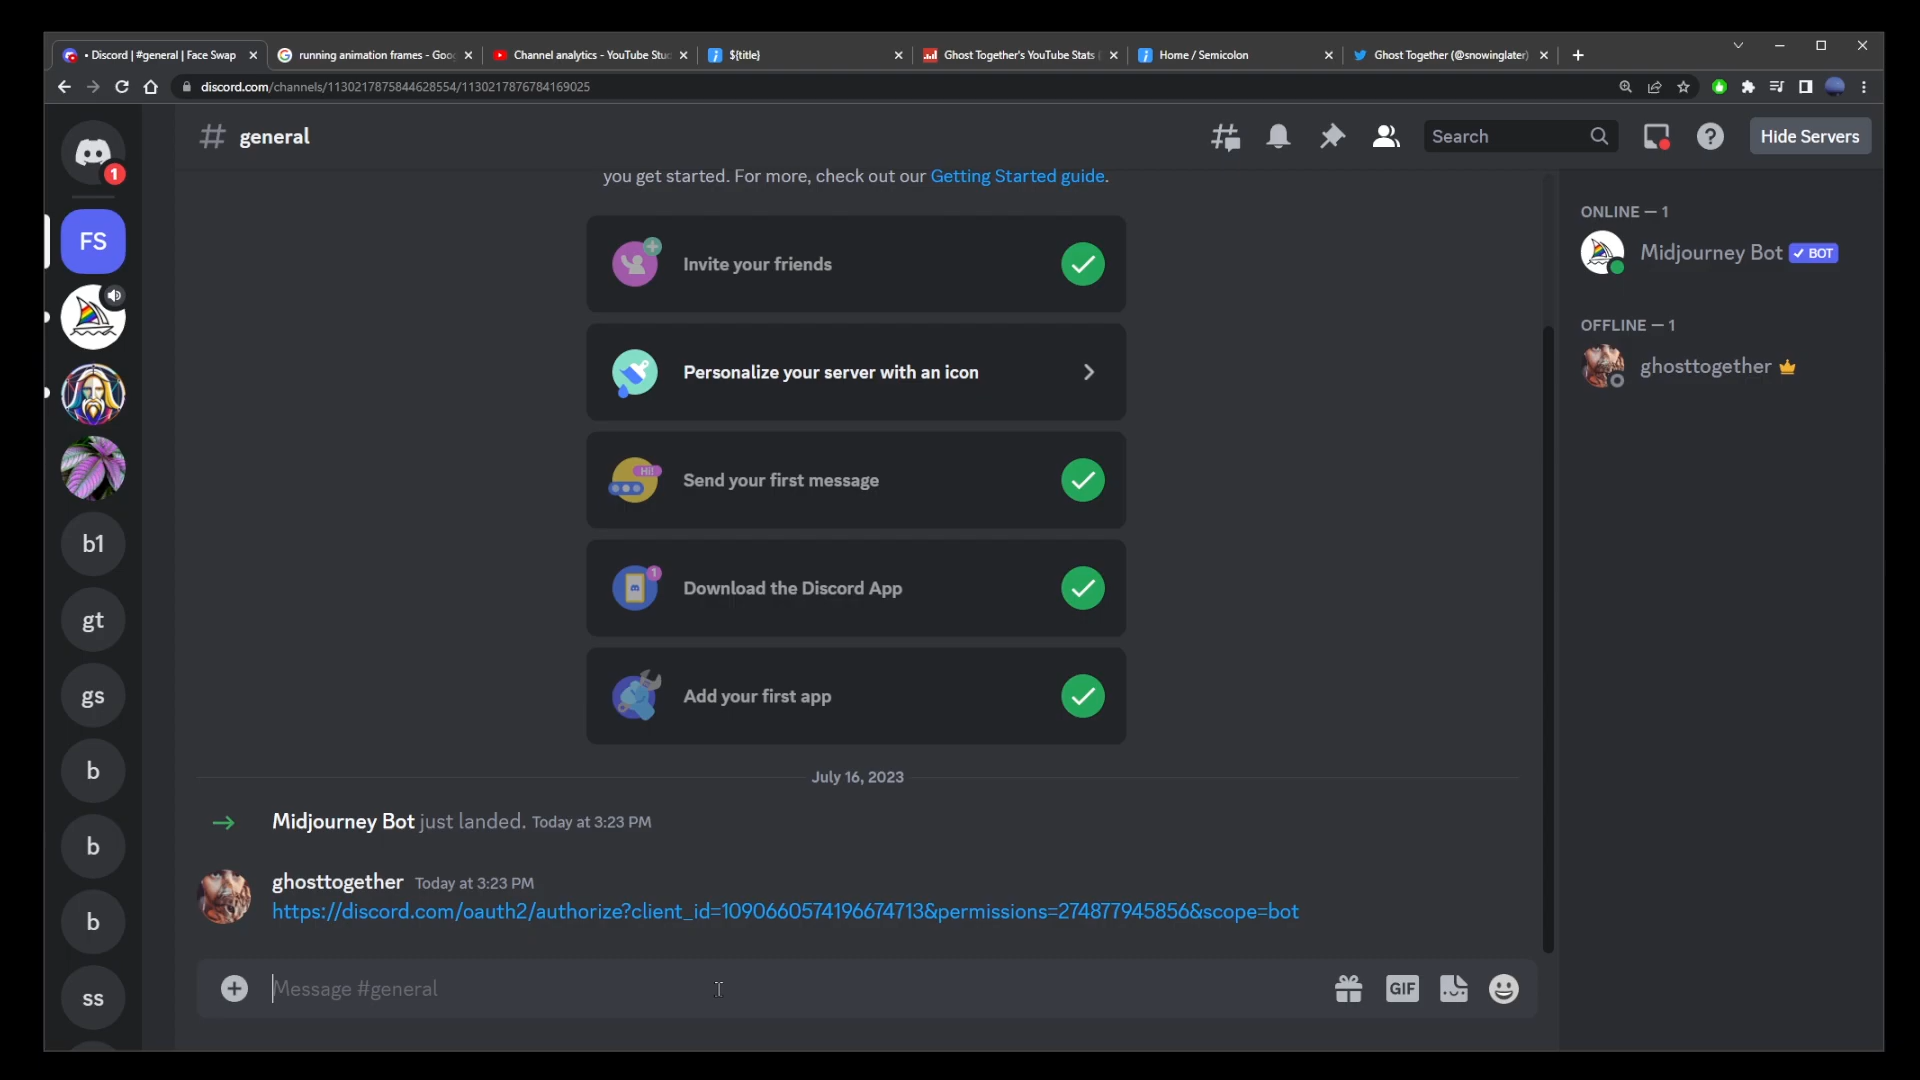 • Discord | #general | Face Swap
running animation frames - Goo
Channel analytics - YouTube Stu
${title}
Ghost Together's YouTube Stats
Home / Semicolon
Ghost Together (@snowinglater)
discord.com/channels/1130217875844628554/1130217876784169025
1
# general
Search
Hide Servers
FS
b1
gt
gs
b
b
b
ss
you get started. For more, check out our Getting Started guide.
Invite your friends
Personalize your server with an icon
Hi!
Send your first message
1
Download the Discord App
Add your first app
July 16, 2023
Midjourney Bot just landed. Today at 3:23 PM
ghosttogether Today at 3:23 PM
https://discord.com/oauth2/authorize?client_id=1090660574196674713&permissions=274877945856&scope=bot
Message #general
GIF
ONLINE — 1
Midjourney Bot ✓ BOT
OFFLINE — 1
ghosttogether